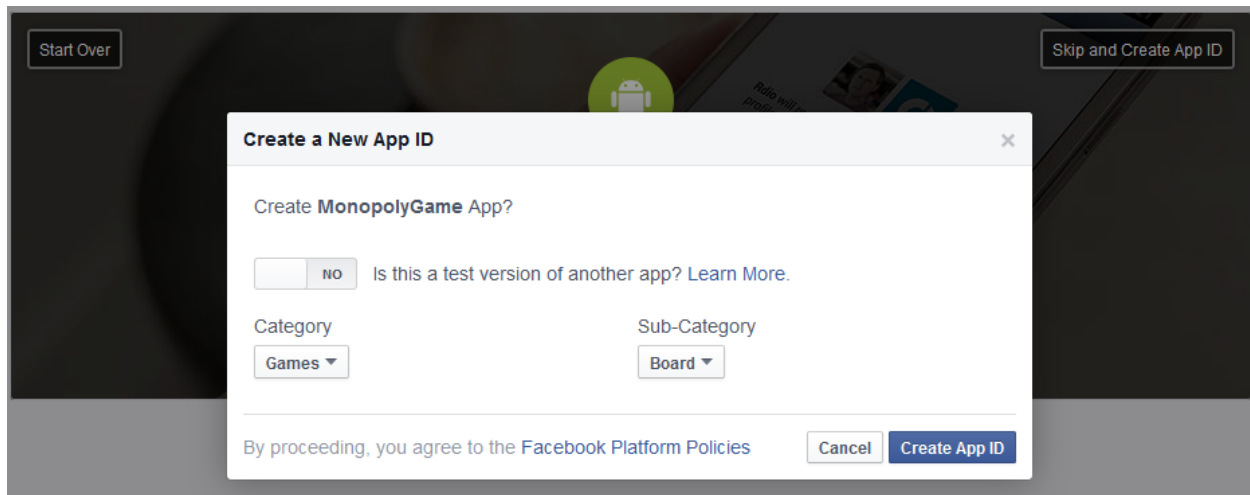 Start Over
Skip and Create App ID
Rdio will
Create a New App ID
Create MonopolyGame App?
NO
Is this a test version of another app? Learn More.
Category
Sub-Category
Games
Board
By proceeding, you agree to the Facebook Platform Policies
Cancel
Create App ID